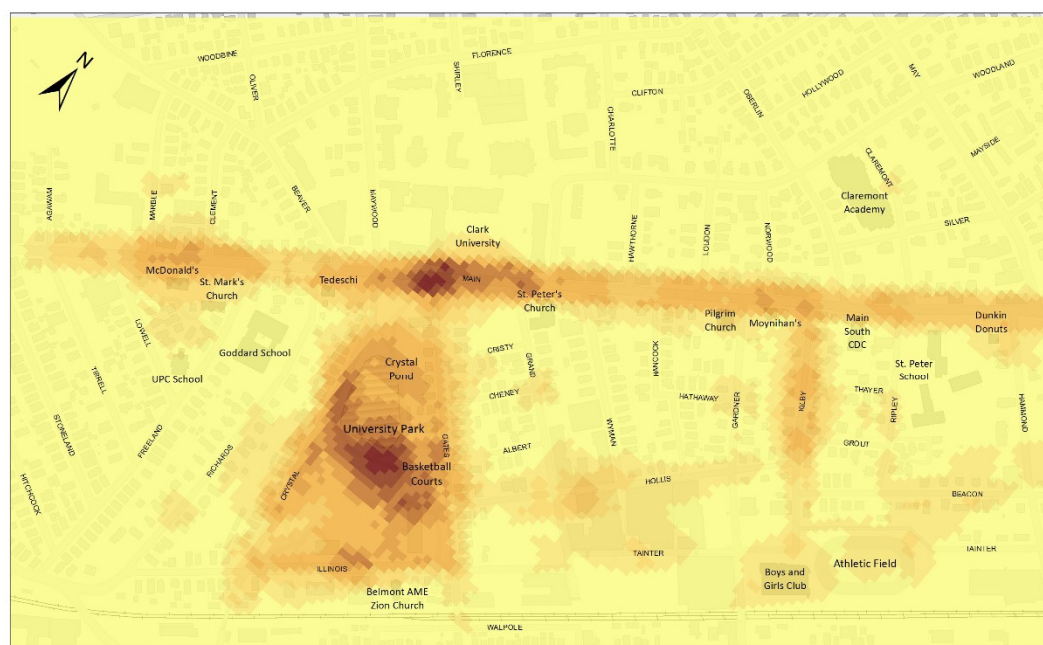 WOODBINE
FLORENCE
N
OLIVER
SHIRLEY
CLIFTON
OBERLIN
HOLLYWOOD
MAY
WOODLAND
CHARLOTTE
MAYSIDE
CLAREMONT
Claremont
Academy
AGAWAM
MARBLE
CLEMENT
BEAVER
MAYWOOD
Clark
University
HAWTHORNE
LOUDON
NORWOOD
SILVER
McDonald's
St. Mark's
Church
Tedeschi
MAIN
St. Peter's
Church
Pilgrim
Church
Moynihan's
Main
South
CDC
Dunkin
Donuts
LOWELL
Goddard School
UPC School
Crystal
Pond
CRISTY
GRAND
CHENEY
HANCOCK
HATHAWAY
GARDNER
KILBY
St. Peter
School
THAYER
RIPLEY
HAMMOND
TIRRELL
STONELAND
FREELAND
RICHARDS
HITCHCOCK
University Park
GATES
Basketball
Courts
CRYSTAL
ALBERT
WYMAN
HOLLIS
GROUT
BEACON
ILLINOIS
TAINTER
TAINTER
Boys and
Girls Club
Athletic Field
Belmont AME
Zion Church
WALPOLE